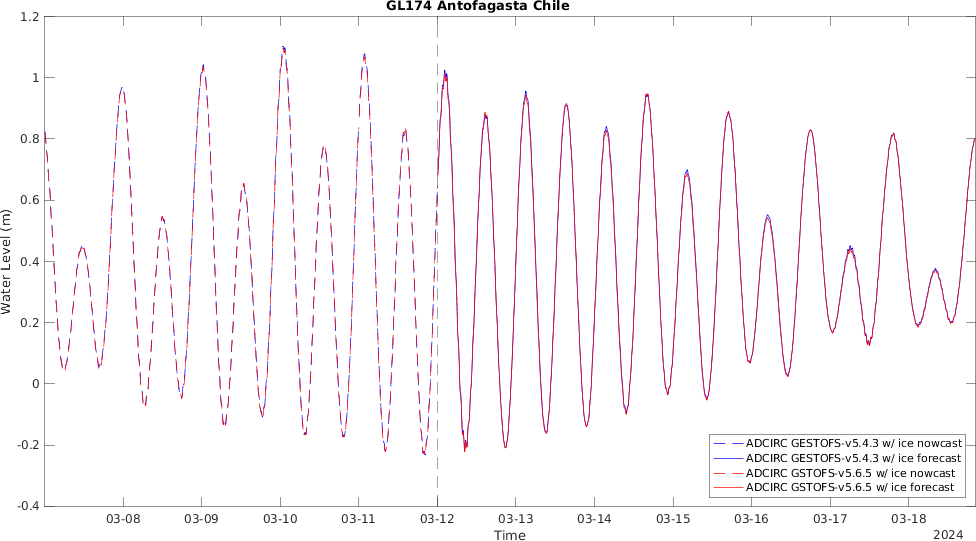 GL174 Antofagasta Chile
1.2
1
0.8
0.6
0.4
0.2
0
-0.2
-0.4
Water Level (m)
03-08 03-09 03-10 03-11 03-12 03-13 03-14 03-15 03-16 03-17 03-18
Time
2024
ADCIRC GESTOFS-v5.4.3 w/ ice nowcast
ADCIRC GESTOFS-v5.4.3 w/ ice forecast
ADCIRC GSTOFS-v5.6.5 w/ ice nowcast
ADCIRC GSTOFS-v5.6.5 w/ ice forecast